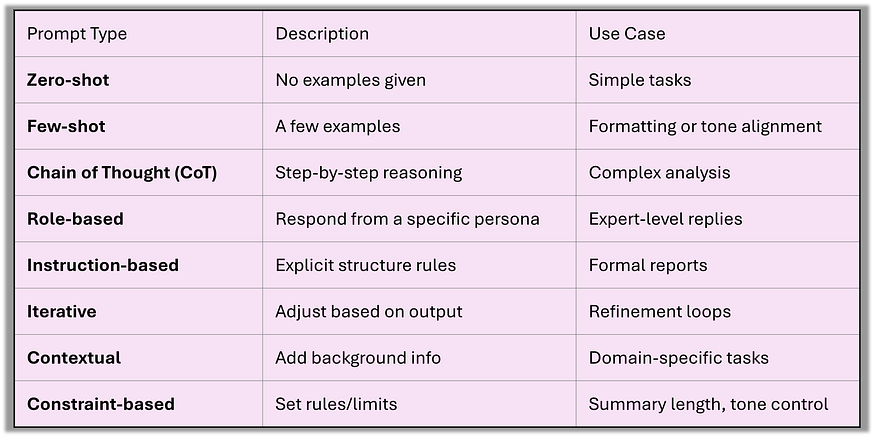 Prompt Type Description Use Case
Zero-shot No examples given Simple tasks
Few-shot A few examples Formatting or tone alignment
Chain of Thought (CoT) Step-by-step reasoning Complex analysis
Role-based Respond from a specific persona Expert-level replies
Instruction-based Explicit structure rules Formal reports
Iterative Adjust based on output Refinement loops
Contextual Add background info Domain-specific tasks
Constraint-based Set rules/limits Summary length, tone control